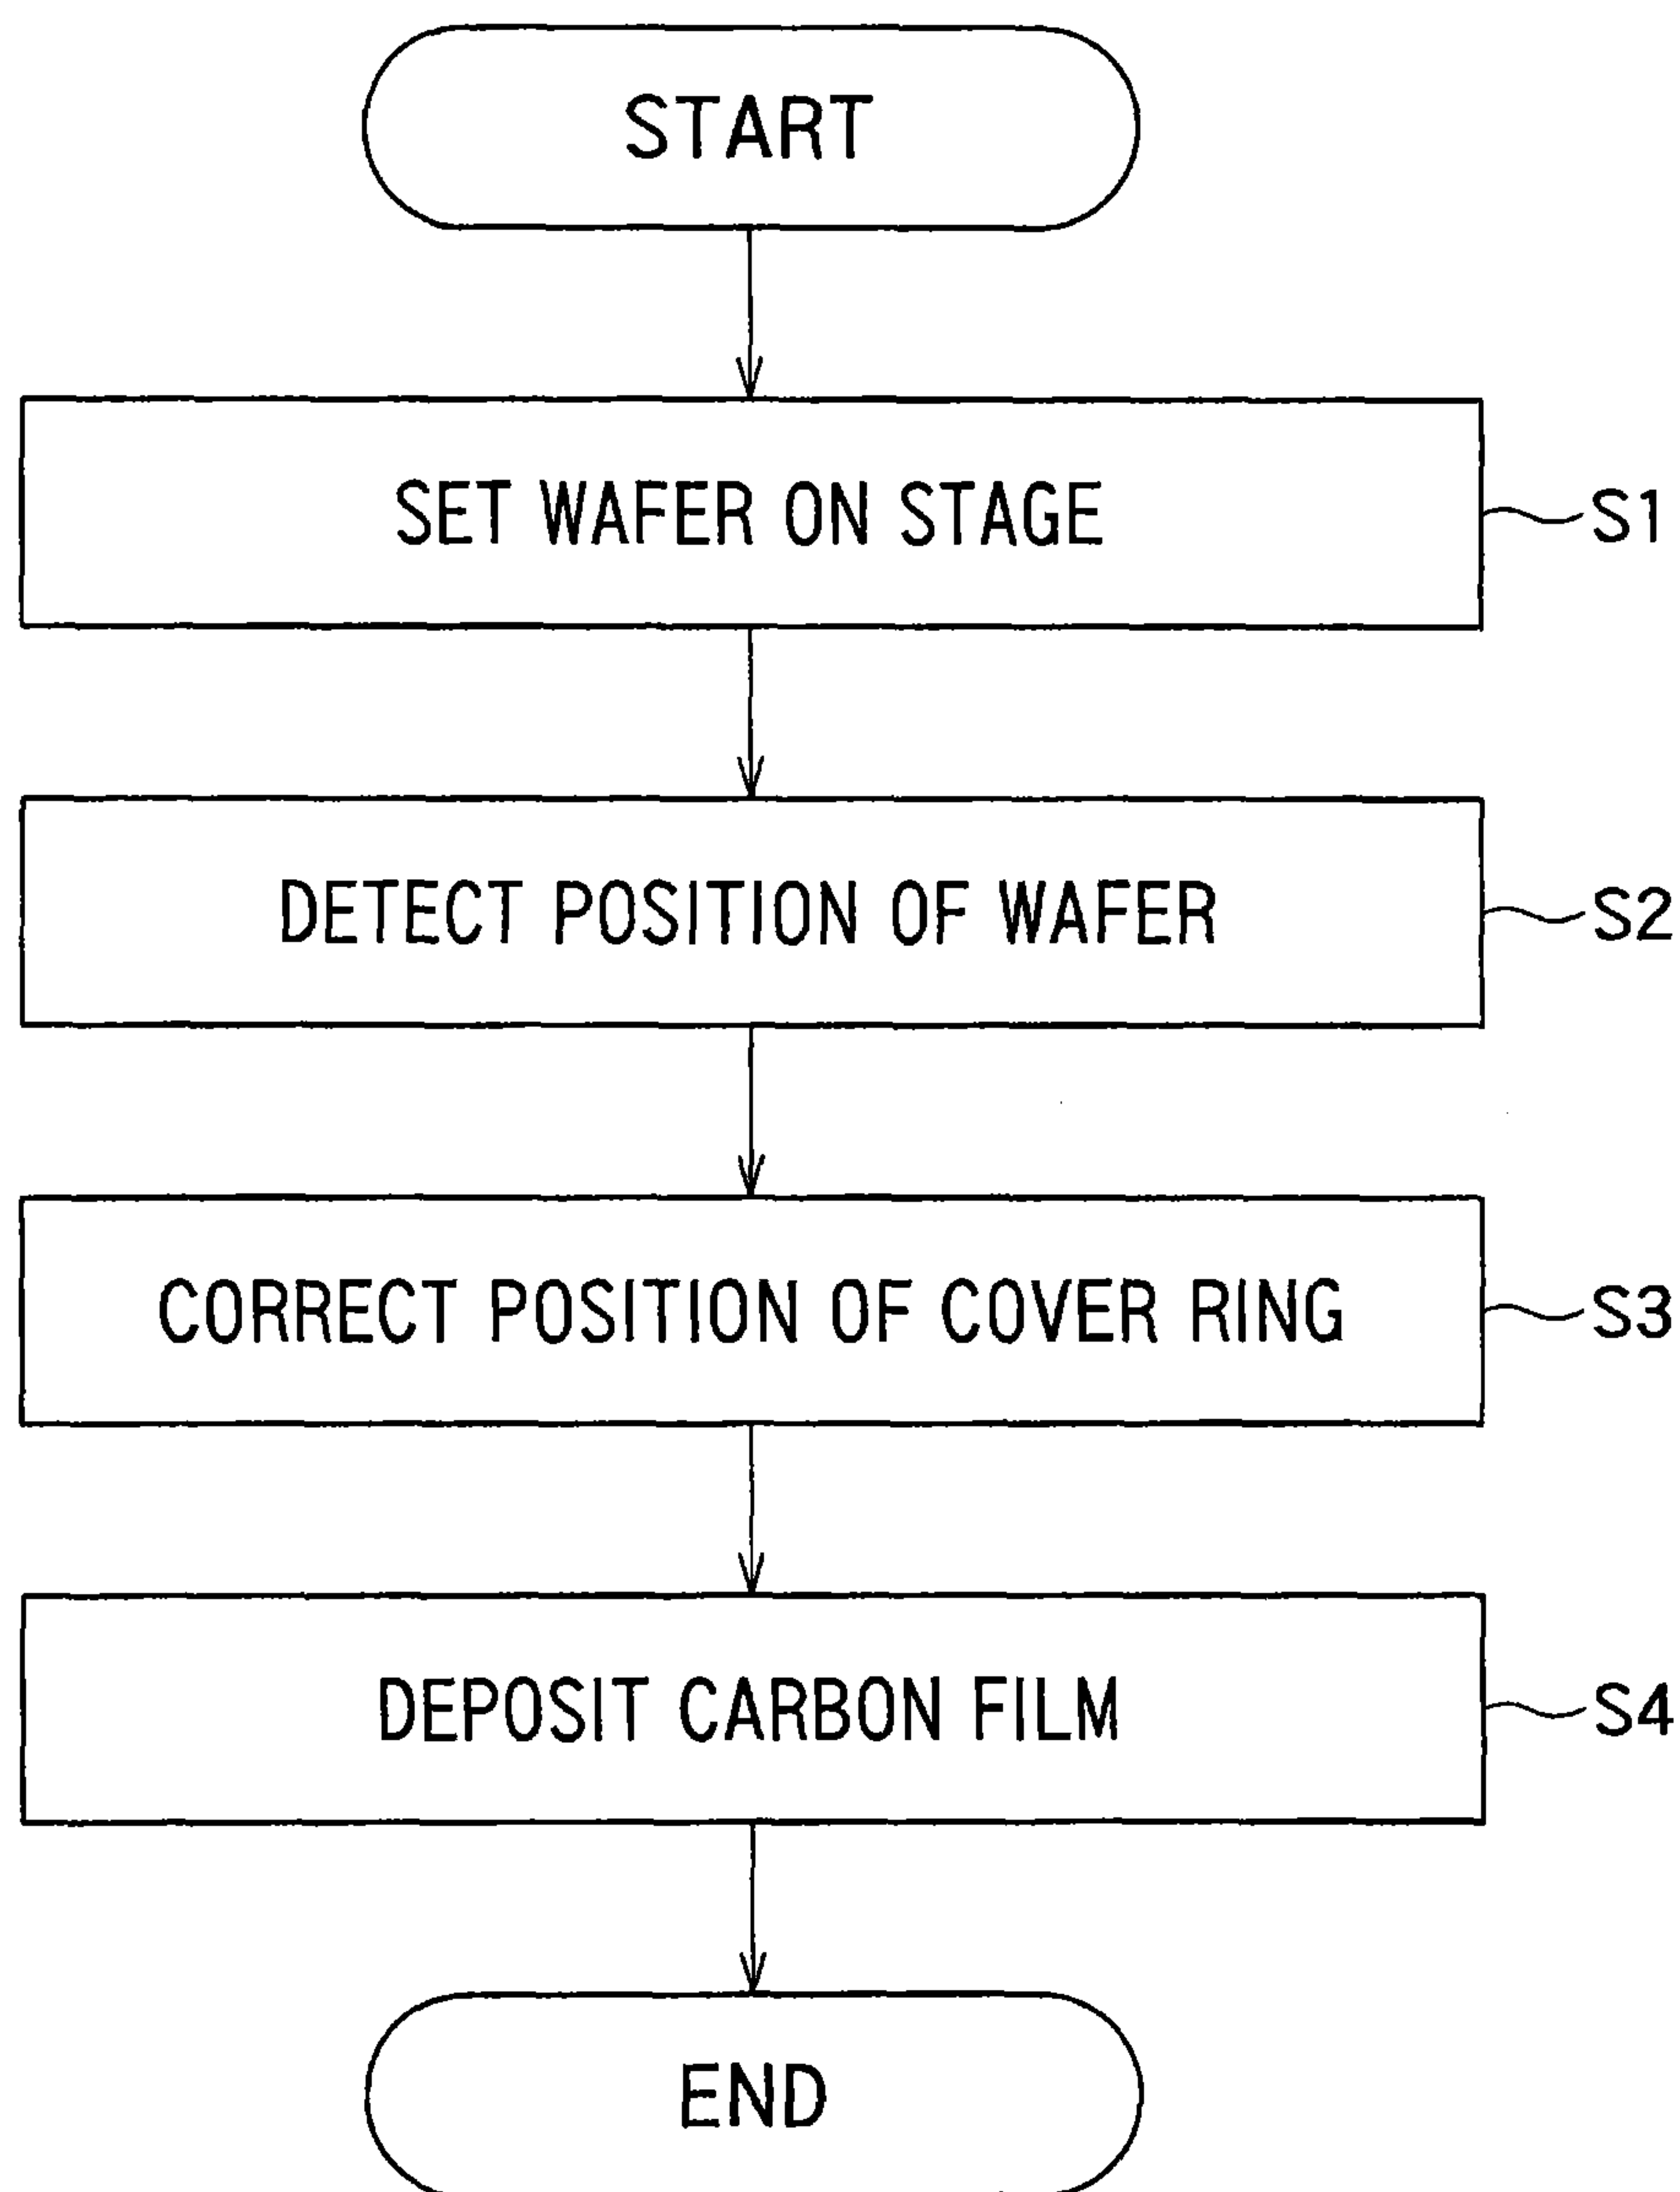 START
SET WAFER ON STAGE
S1
DETECT POSITION OF WAFER
S2
CORRECT POSITION OF COVER RING
S3
DEPOSIT CARBON FILM
S4
END